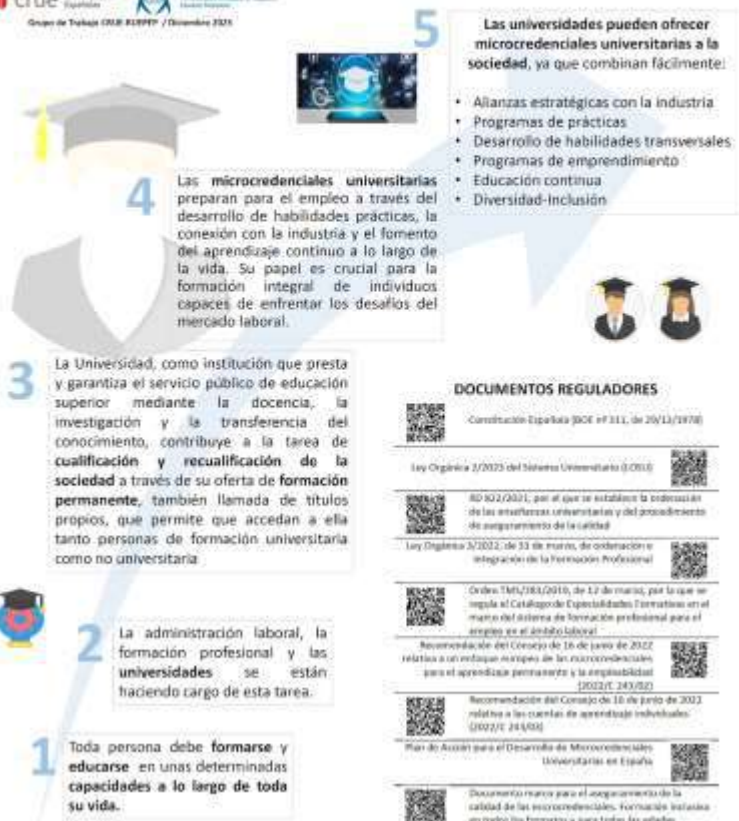 Crue
Españolas
Grupo de Trabajo CRUE-RUEPEP / Diciembre 2023
5
Las universidades pueden ofrecer
microcredenciales universitarias a la
sociedad, ya que combinan fácilmente:
• Alianzas estratégicas con la industria
• Programas de prácticas
• Desarrollo de habilidades transversales
• Programas de emprendimiento
• Educación continua
• Diversidad-Inclusión
4
Las microcredenciales universitarias
preparan para el empleo a través del
desarrollo de habilidades prácticas, la
conexión con la industria y el fomento
del aprendizaje continuo a lo largo de
la vida. Su papel es crucial para la
formación integral de individuos
capaces de enfrentar los desafíos del
mercado laboral.
3
La Universidad, como institución que presta
y garantiza el servicio público de educación
superior mediante la docencia, la
investigación y la transferencia del
conocimiento, contribuye a la tarea de
cualificación y recualificación de la
sociedad a través de su oferta de formación
permanente, también llamada de títulos
propios, que permite que accedan a ella
tanto personas de formación universitaria
como no universitaria
2
La administración laboral, la
formación profesional y las
universidades se están
haciendo cargo de esta tarea.
1
Toda persona debe formarse y
educarse en unas determinadas
capacidades a lo largo de toda
su vida.
DOCUMENTOS REGULADORES
Constitución Española (BOE nº 311, de 29/12/1978)
Ley Orgánica 2/2023 del Sistema Universitario (LOSU)
RD 822/2021, por el que se establece la ordenación
de las enseñanzas universitarias y del procedimiento
de aseguramiento de la calidad
Ley Orgánica 3/2022, de 31 de marzo, de ordenación e
integración de la Formación Profesional
Orden TMS/283/2019, de 12 de marzo, por la que se
regula el Catálogo de Especialidades Formativas en el
marco del sistema de formación profesional para el
empleo en el ámbito laboral
Recomendación del Consejo de 16 de junio de 2022
relativa a un enfoque europeo de las microcredenciales
para el aprendizaje permanente y la empleabilidad
(2022/C 243/02)
Recomendación del Consejo de 16 de junio de 2022
relativa a las cuentas de aprendizaje individuales
(2022/C 243/03)
Plan de Acción para el Desarrollo de Microcredenciales
Universitarias en España
Documento marco para el aseguramiento de la
calidad de las microcredenciales. Formación inclusiva
en todos los formatos y para todas las edades